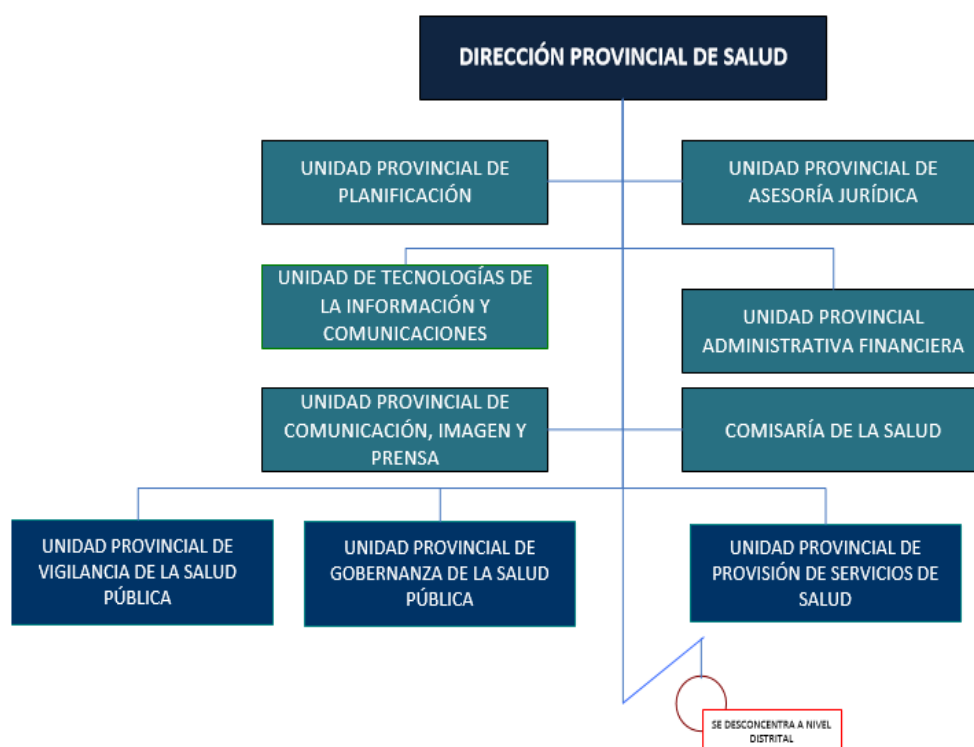 DIRECCIÓN PROVINCIAL DE SALUD
UNIDAD PROVINCIAL DE
PLANIFICACIÓN
UNIDAD PROVINCIAL DE
ASESORÍA JURÍDICA
UNIDAD DE TECNOLOGÍAS DE
LA INFORMACIÓN Y
COMUNICACIONES
UNIDAD PROVINCIAL
ADMINISTRATIVA FINANCIERA
UNIDAD PROVINCIAL DE
COMUNICACIÓN, IMAGEN Y
PRENSA
COMISARÍA DE LA SALUD
UNIDAD PROVINCIAL DE
VIGILANCIA DE LA SALUD
PÚBLICA
UNIDAD PROVINCIAL DE
GOBERNANZA DE LA SALUD
PÚBLICA
UNIDAD PROVINCIAL DE
PROVISIÓN DE SERVICIOS DE
SALUD
SE DESCONCENTRA A NIVEL
DISTRITAL